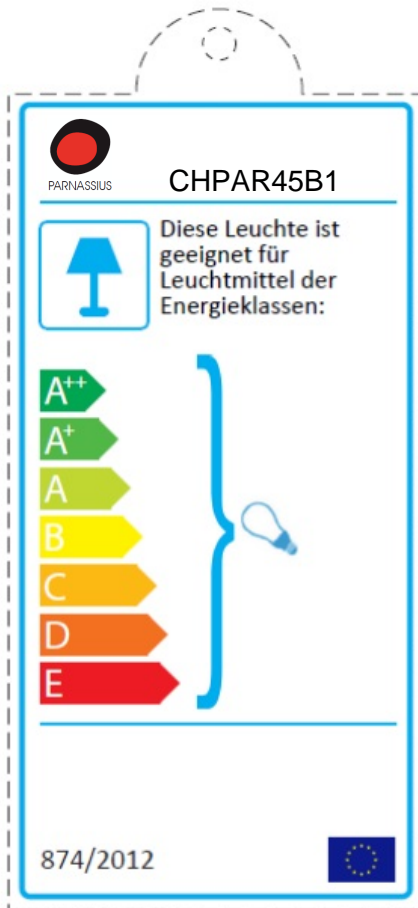 PARNASSIUS
CHPAR45B1
Diese Leuchte ist
geeignet für
Leuchtmittel der
Energieklassen:
A++
A+
A
B
C
D
E
874/2012